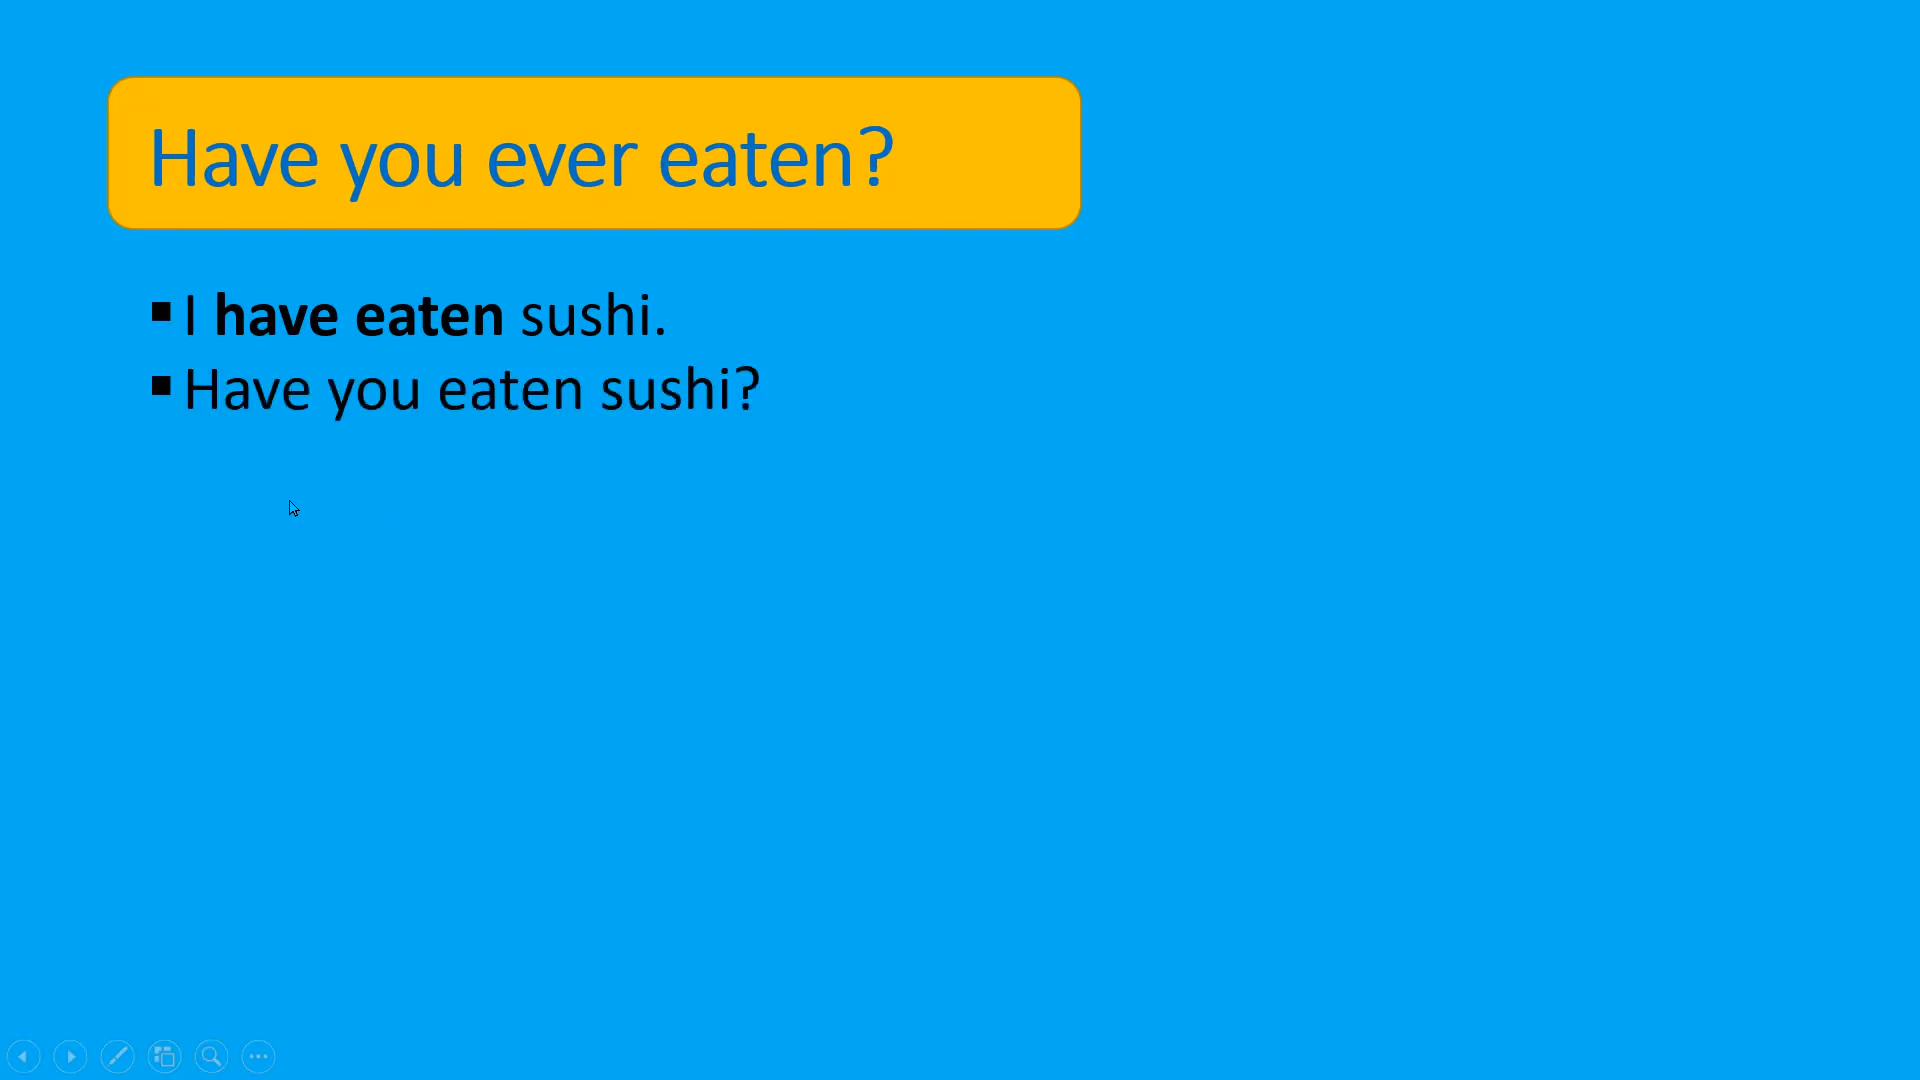 Have you ever eaten?
▪ I have eaten sushi.
▪ Have you eaten sushi?